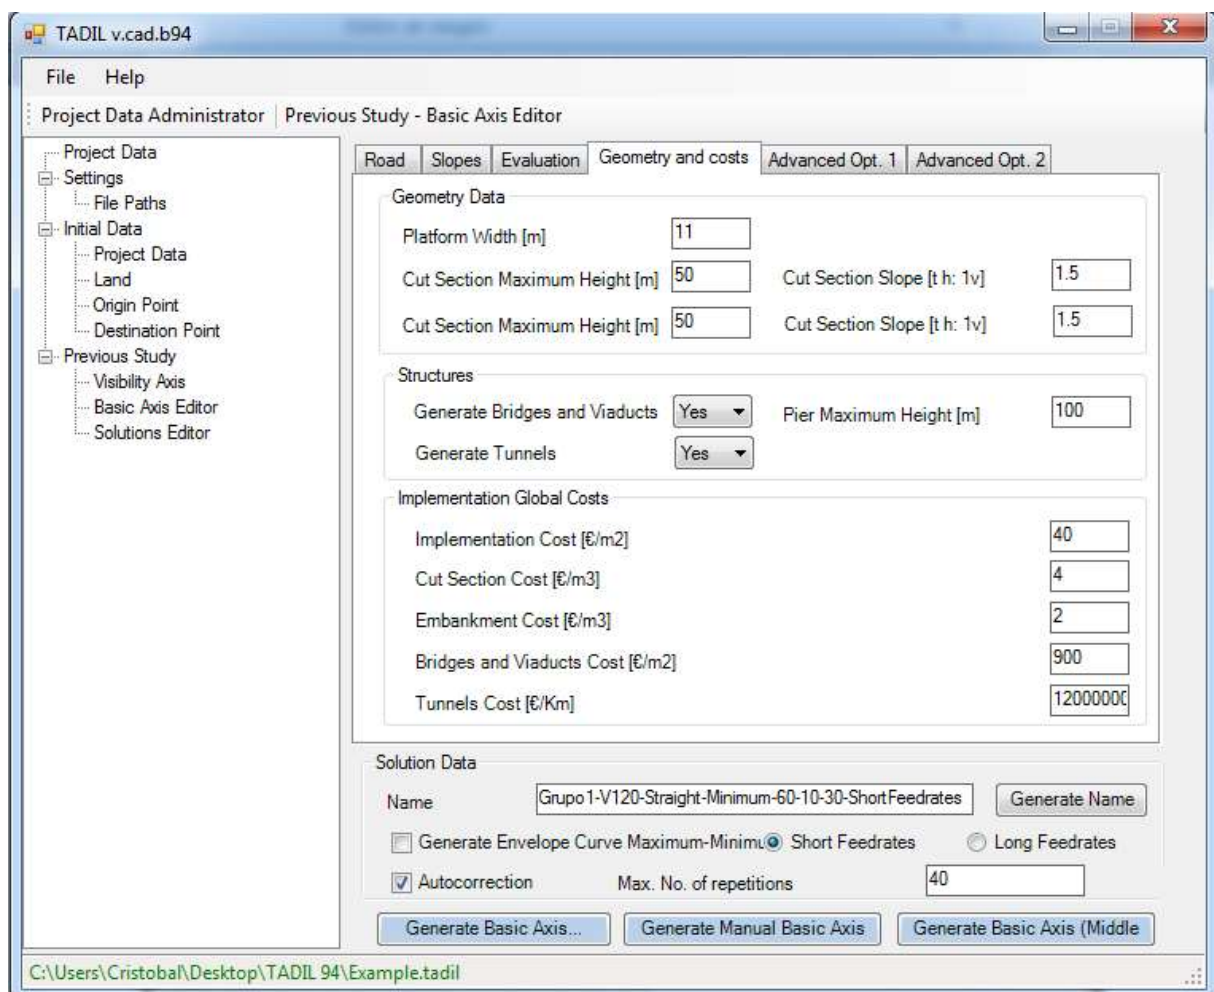 TADIL v.cad.b94
File Help
Project Data Administrator Previous Study - Basic Axis Editor
Project Data
Settings
File Paths
Initial Data
Project Data
Land
Origin Point
Destination Point
Previous Study
Visibility Axis
Basic Axis Editor
Solutions Editor
Road Slopes Evaluation Geometry and costs Advanced Opt. 1 Advanced Opt. 2
Geometry Data
Platform Width [m] 11
Cut Section Maximum Height [m] 50 Cut Section Slope [t h: 1v] 1.5
Cut Section Maximum Height [m] 50 Cut Section Slope [t h: 1v] 1.5
Structures
Generate Bridges and Viaducts Yes Pier Maximum Height [m] 100
Generate Tunnels Yes
Implementation Global Costs
Implementation Cost [€/m2] 40
Cut Section Cost [€/m3] 4
Embankment Cost [€/m3] 2
Bridges and Viaducts Cost [€/m2] 900
Tunnels Cost [€/Km] 12000000
Solution Data
Name Grupo1-V120-Straight-Minimum-60-10-30-ShortFeedrates Generate Name
Generate Envelope Curve Maximum-Minimu Short Feedrates Long Feedrates
Autocorrection Max. No. of repetitions 40
Generate Basic Axis... Generate Manual Basic Axis Generate Basic Axis (Middle
C:\Users\Cristobal\Desktop\TADIL 94\Example.tadil